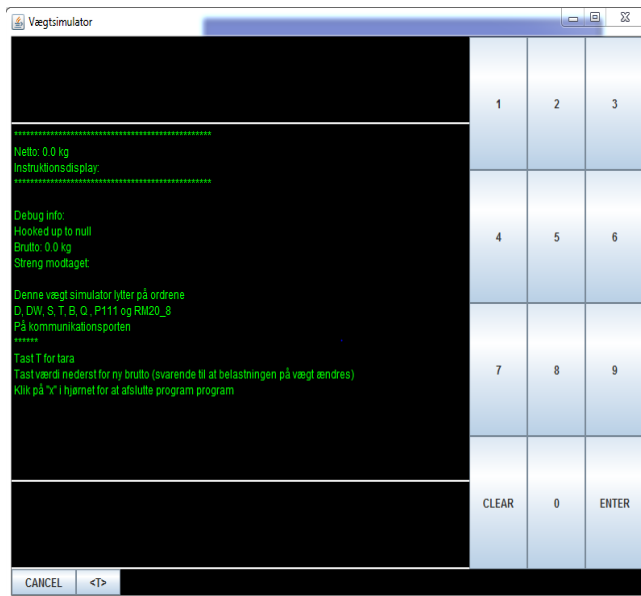 Vægtsimulator
*************************************************
Netto: 0.0 kg
Instruktionsdisplay:
*************************************************
Debug info:
Hooked up to null
Brutto: 0.0 kg
Streng modtaget:
Denne vægt simulator lytter på ordrene
D, DW, S, T, B, Q , P111 og RM20_8
På kommunikationsporten
******
Tast T for tara
Tast værdi nederst for ny brutto (svarende til at belastningen på vægt ændres)
Klik på "x" i hjørnet for at afslutte program program
1 2 3
4 5 6
7 8 9
CLEAR 0 ENTER
CANCEL <T>